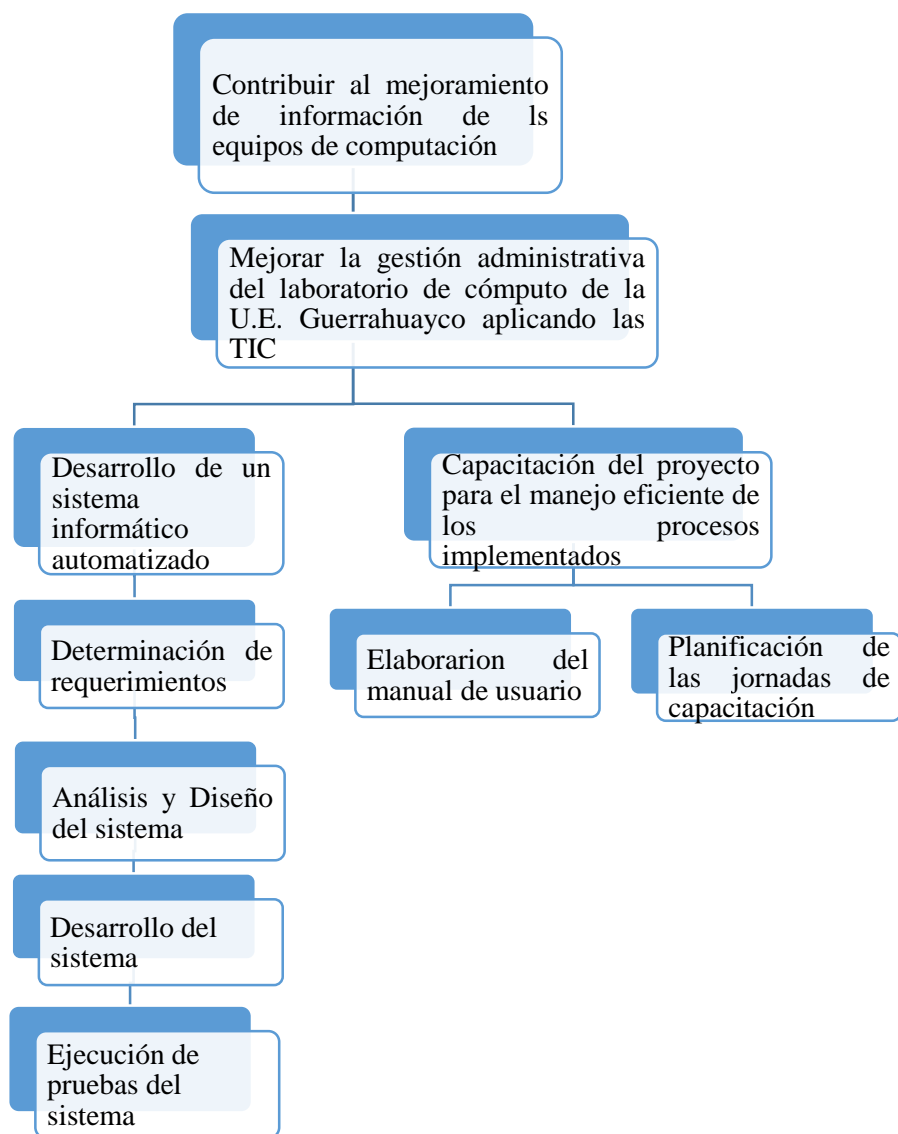 Contribuir al mejoramiento
de información de ls
equipos de computación
Mejorar la gestión administrativa
del laboratorio de cómputo de la
U.E. Guerrahuayco aplicando las
TIC
Desarrollo de un
sistema
informático
automatizado
Capacitación del proyecto
para el manejo eficiente de
los procesos
implementados
Determinación de
requerimientos
Elaborarion del
manual de usuario
Planificación de
las jornadas de
capacitación
Análisis y Diseño
del sistema
Desarrollo del
sistema
Ejecución de
pruebas del
sistema